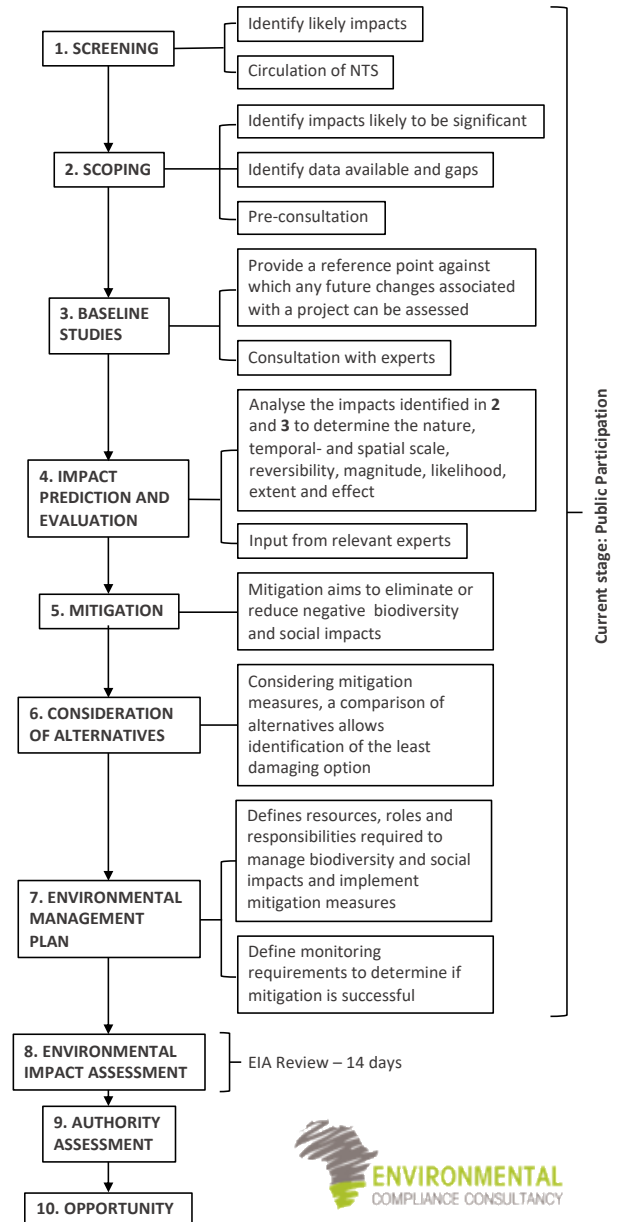 Identify likely impacts
1. SCREENING
Circulation of NTS
Identify impacts likely to be significant
2. SCOPING
Identify data available and gaps
Pre-consultation
Provide a reference point against
which any future changes associated
with a project can be assessed
3. BASELINE
STUDIES
Consultation with experts
Analyse the impacts identified in 2
and 3 to determine the nature,
temporal- and spatial scale,
reversibility, magnitude, likelihood,
extent and effect
4. IMPACT
PREDICTION AND
EVALUATION
Input from relevant experts
5. MITIGATION
Mitigation aims to eliminate or
reduce negative biodiversity
and social impacts
6. CONSIDERATION
OF ALTERNATIVES
Considering mitigation
measures, a comparison of
alternatives allows
identification of the least
damaging option
Defines resources, roles and
responsibilities required to
manage biodiversity and social
impacts and implement
mitigation measures
7. ENVIRONMENTAL
MANAGEMENT
PLAN
Define monitoring
requirements to determine if
mitigation is successful
Current stage: Public Participation
8. ENVIRONMENTAL
IMPACT ASSESSMENT
EIA Review – 14 days
9. AUTHORITY
ASSESSMENT
10. OPPORTUNITY
ENVIRONMENTAL
COMPLIANCE CONSULTANCY